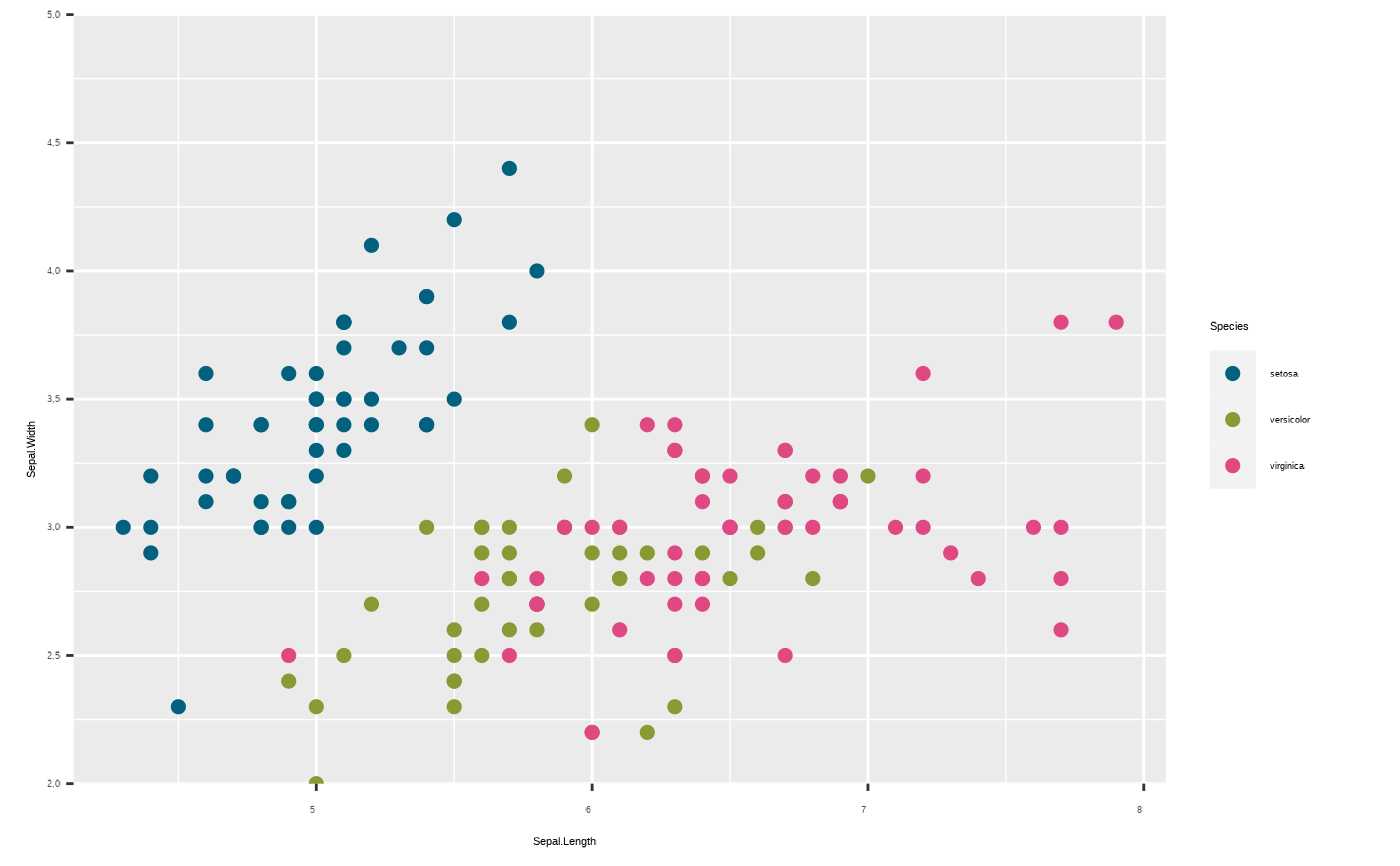 5,0
4,5
4,0
3,5
3,0
2,5
2,0
Sepal.Width
5
6
7
8
Sepal.Length
Species
setosa
versicolor
virginica